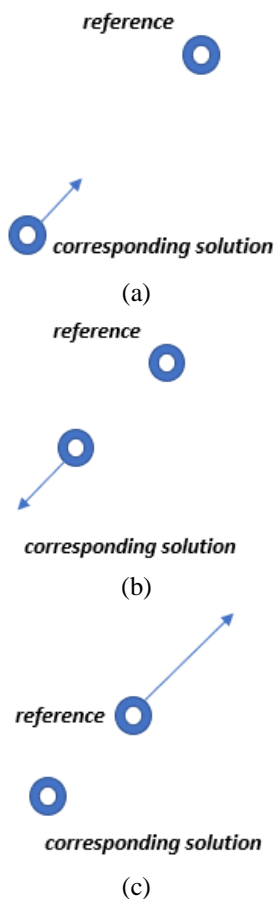 reference
corresponding solution
(a)
reference
corresponding solution
(b)
reference
corresponding solution
(c)